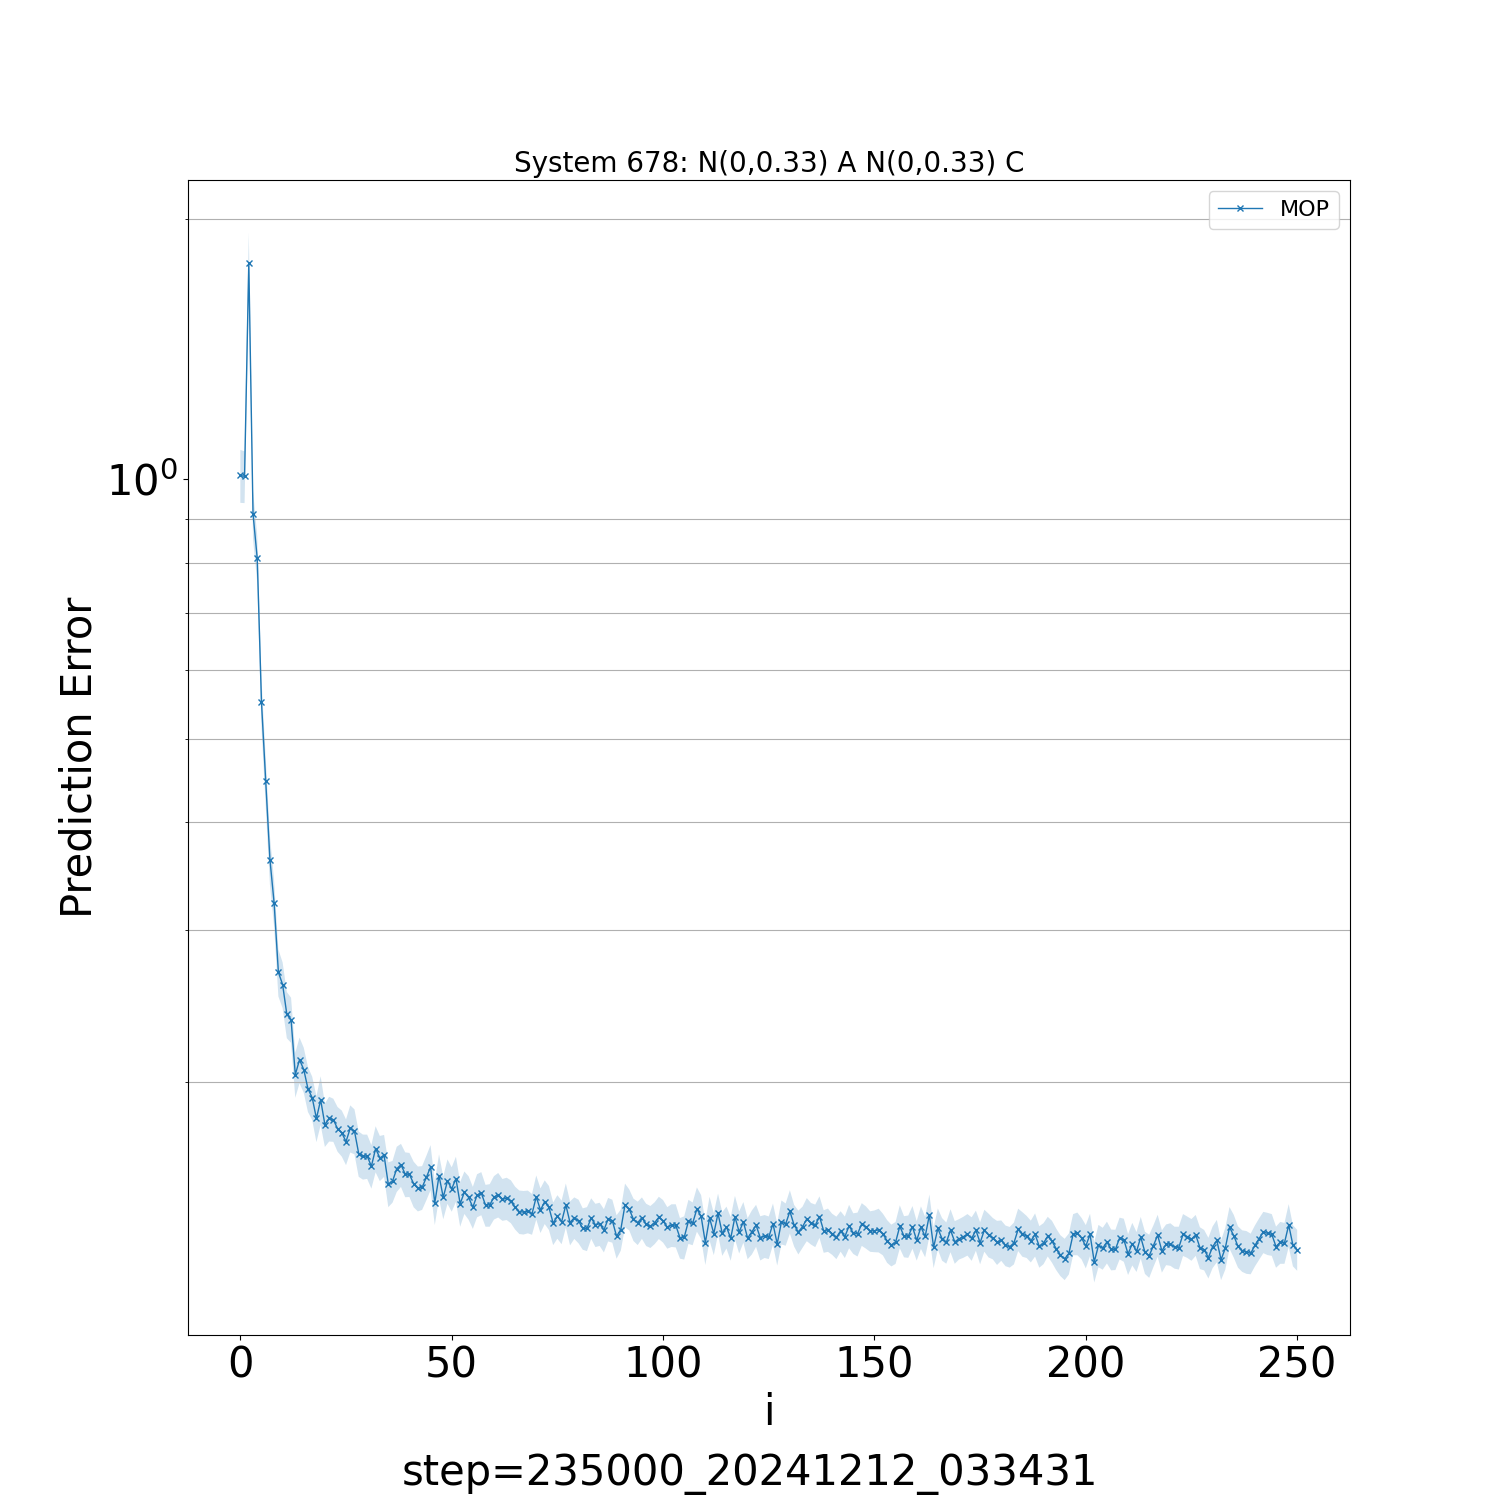 System 678: N(0,0.33) A N(0,0.33) C
MOP
10⁰
Prediction Error
0 50 100 150 200 250
i
step=235000_20241212_033431